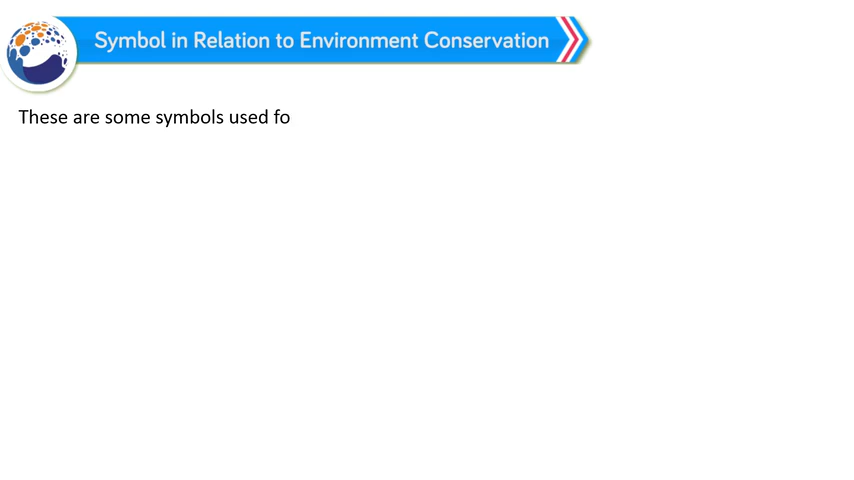 Symbol in Relation to Environment Conservation
These are some symbols used fo